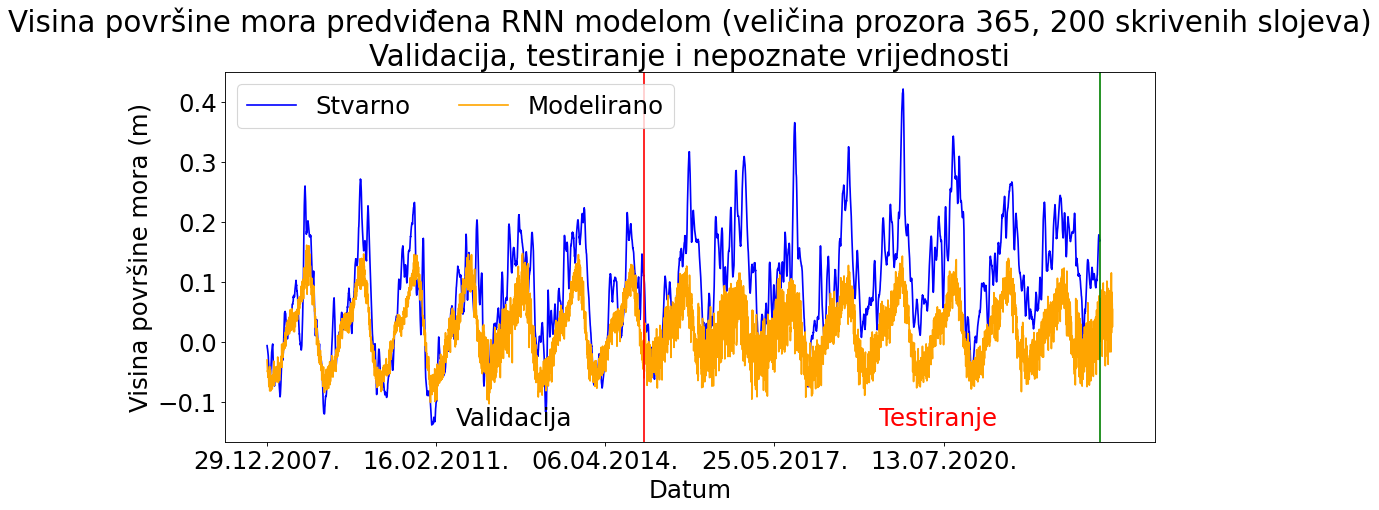 Visina površine mora predviđena RNN modelom (veličina prozora 365, 200 skrivenih slojeva)
Validacija, testiranje i nepoznate vrijednosti
Stvarno Modelirano
0.4
0.3
0.2
0.1
0.0
−0.1
Visina površine mora (m)
Validacija Testiranje
29.12.2007. 16.02.2011. 06.04.2014. 25.05.2017. 13.07.2020.
Datum